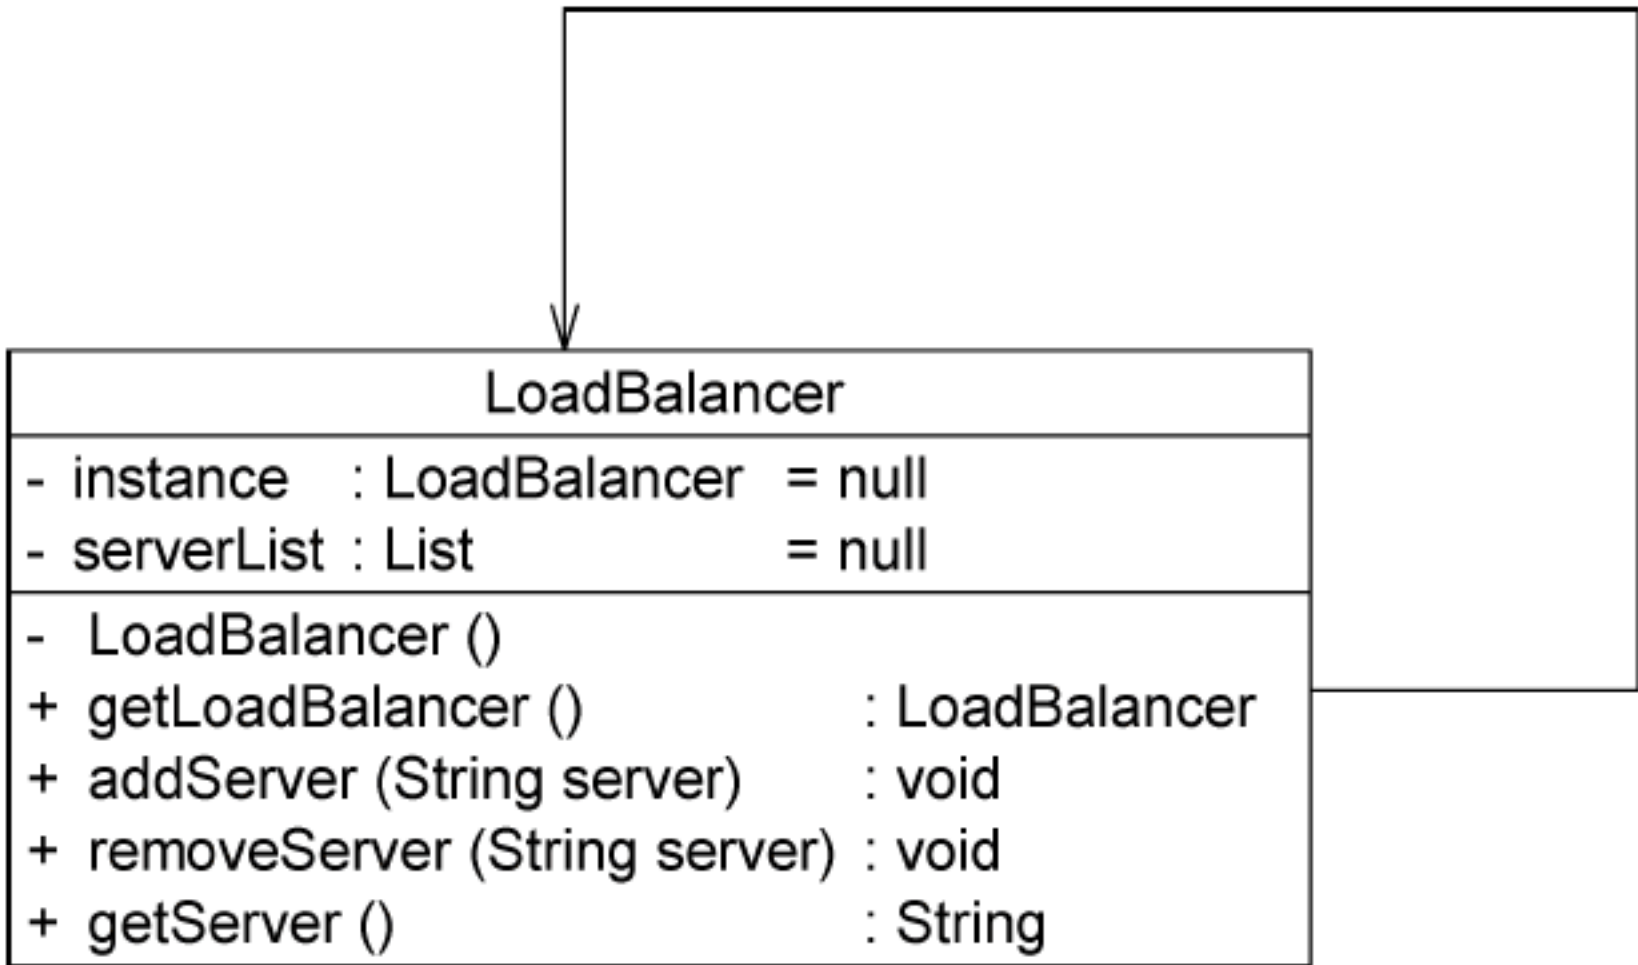 LoadBalancer
- instance : LoadBalancer = null
- serverList : List = null
- LoadBalancer ()
+ getLoadBalancer () : LoadBalancer
+ addServer (String server) : void
+ removeServer (String server) : void
+ getServer () : String